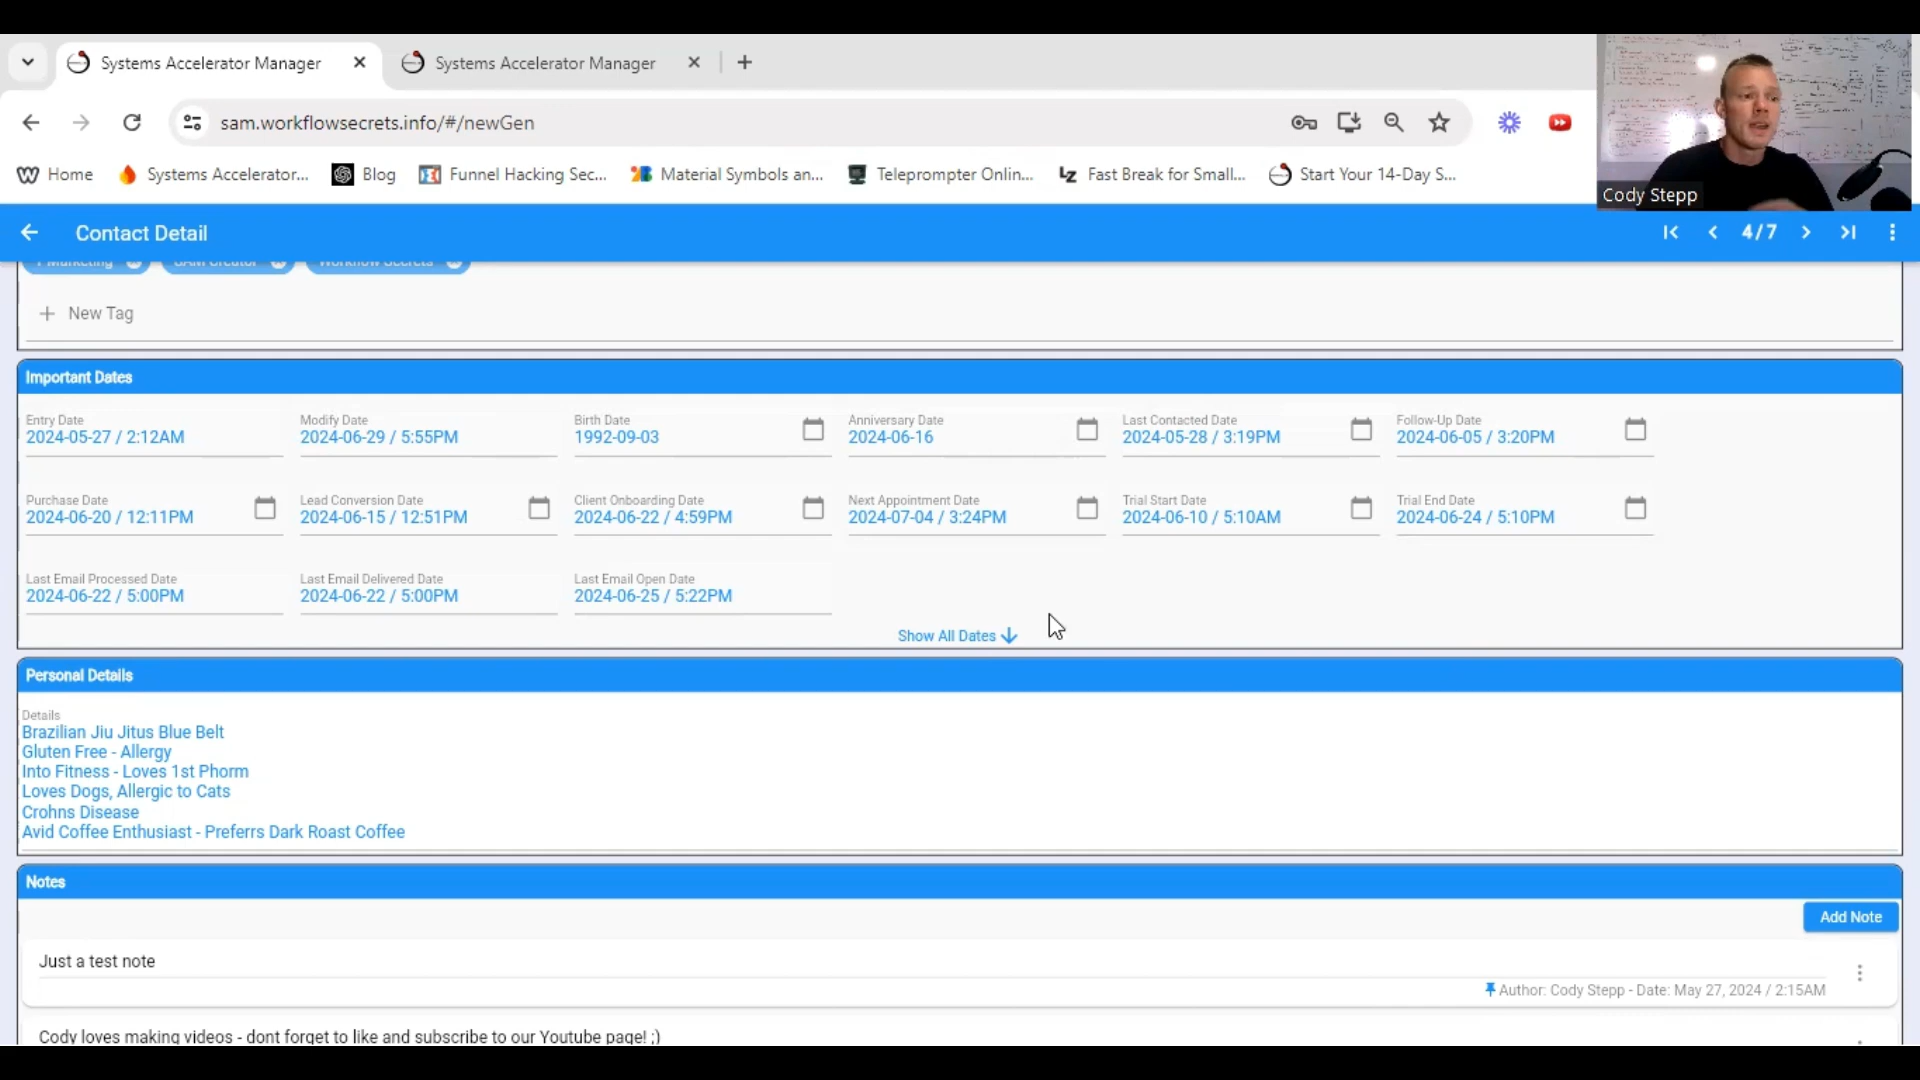 Systems Accelerator Manager
Systems Accelerator Manager
sam.workflowsecrets.info/#/newGen
Home
Systems Accelerator...
Blog
Funnel Hacking Sec...
Material Symbols an...
Teleprompter Onlin...
Fast Break for Small...
Start Your 14-Day S...
Cody Stepp
Contact Detail
4/7
Marketing
SAM Creator
Workflow Secrets
New Tag
Important Dates
Entry Date
2024-05-27 / 2:12AM
Modify Date
2024-06-29 / 5:55PM
Birth Date
1992-09-03
Anniversary Date
2024-06-16
Last Contacted Date
2024-05-28 / 3:19PM
Follow-Up Date
2024-06-05 / 3:20PM
Purchase Date
2024-06-20 / 12:11PM
Lead Conversion Date
2024-06-15 / 12:51PM
Client Onboarding Date
2024-06-22 / 4:59PM
Next Appointment Date
2024-07-04 / 3:24PM
Trial Start Date
2024-06-10 / 5:10AM
Trial End Date
2024-06-24 / 5:10PM
Last Email Processed Date
2024-06-22 / 5:00PM
Last Email Delivered Date
2024-06-22 / 5:00PM
Last Email Open Date
2024-06-25 / 5:22PM
Show All Dates
Personal Details
Details
Brazilian Jiu Jitus Blue Belt
Gluten Free - Allergy
Into Fitness - Loves 1st Phorm
Loves Dogs, Allergic to Cats
Crohns Disease
Avid Coffee Enthusiast - Preferrs Dark Roast Coffee
Notes
Add Note
Just a test note
Author: Cody Stepp - Date: May 27, 2024 / 2:15AM
Cody loves making videos - dont forget to like and subscribe to our Youtube page! ;)